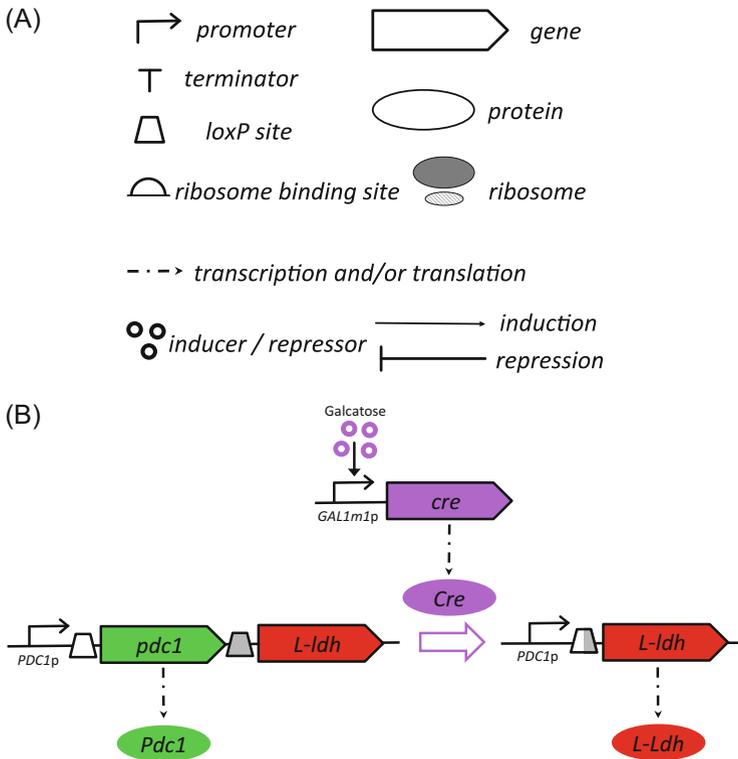 (A)
promoter
gene
terminator
protein
loxP site
ribosome binding site
ribosome
transcription and/or translation
inducer / repressor
induction
repression
(B)
Galcatose
cre
GAL1m1p
Cre
pdc1
L-ldh
L-ldh
PDC1p
PDC1p
Pdc1
L-Ldh